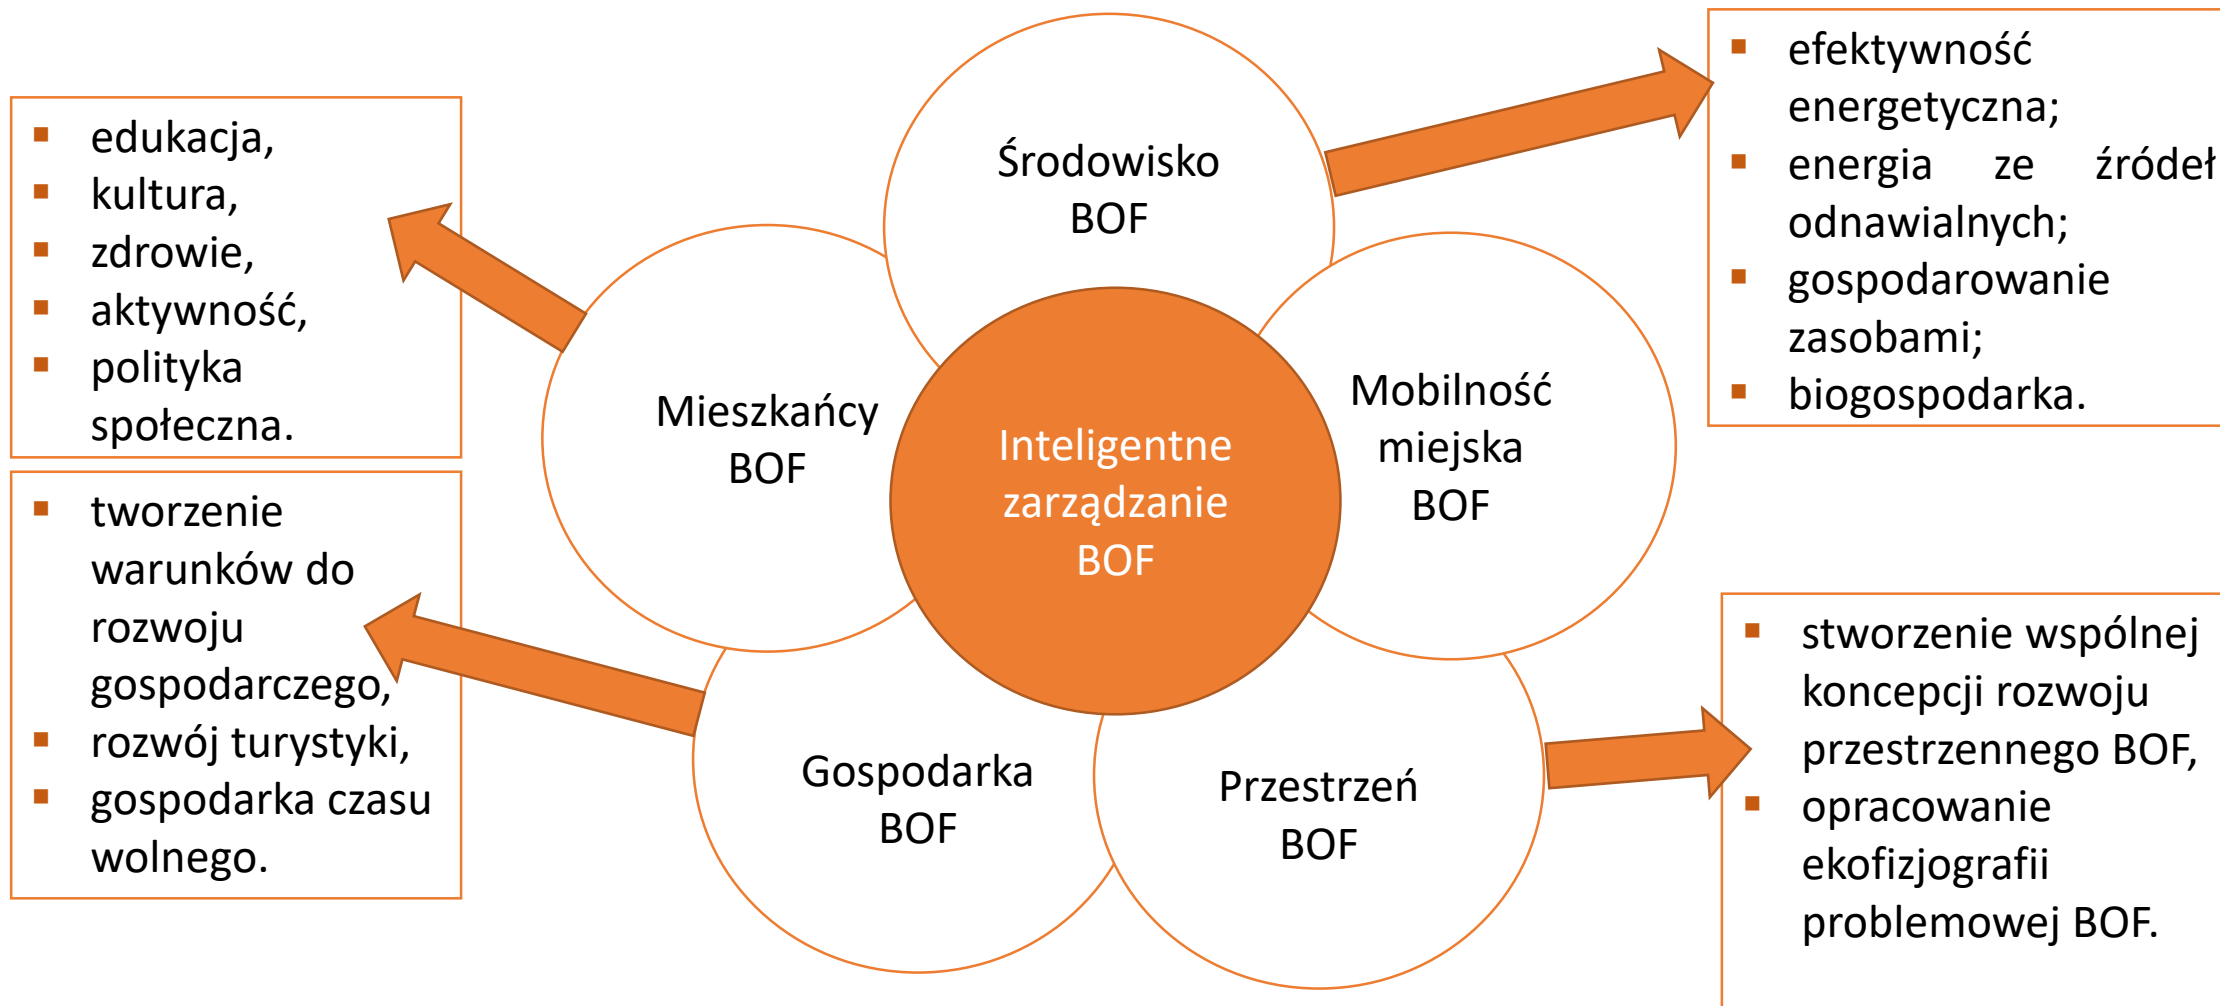 edukacja,
kultura,
zdrowie,
aktywność,
polityka
społeczna.
tworzenie
warunków do
rozwoju
gospodarczego,
rozwój turystyki,
gospodarka czasu
wolnego.
Środowisko
BOF
Mieszkańcy
BOF
Inteligentne
zarządzanie
BOF
Mobilność
miejska
BOF
Gospodarka
BOF
Przestrzeń
BOF
efektywność
energetyczna;
energia ze źródeł
odnawialnych;
gospodarowanie
zasobami;
biogospodarka.
stworzenie wspólnej
koncepcji rozwoju
przestrzennego BOF,
opracowanie
ekofizjografii
problemowej BOF.